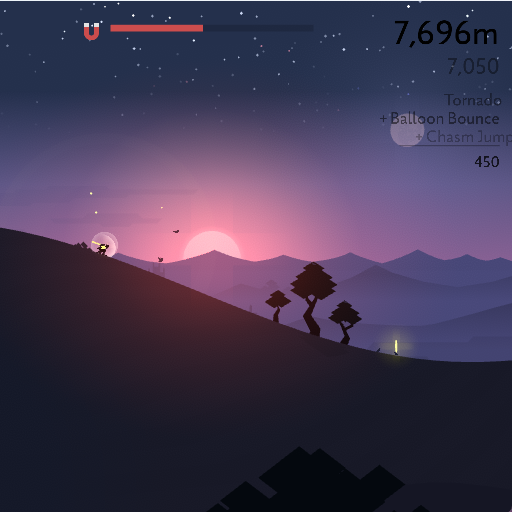 7,696m
7,050
Tornado
+ Balloon Bounce
+ Chasm Jump
450